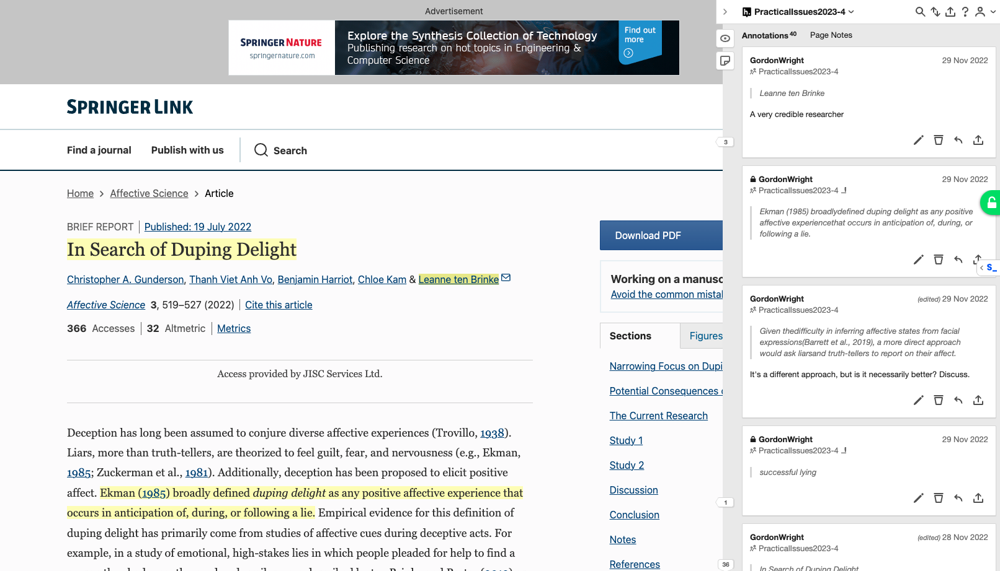 Advertisement
SPRINGER NATURE
springernature.com
Explore the Synthesis Collection of Technology
Publishing research on hot topics in Engineering &
Computer Science
Find out
more
SPRINGER LINK
Find a journal
Publish with us
Search
Home > Affective Science > Article
BRIEF REPORT | Published: 19 July 2022
In Search of Duping Delight
Christopher A. Gunderson, Thanh Viet Anh Vo, Benjamin Harriot, Chloe Kam & Leanne ten Brinke
Affective Science 3, 519–527 (2022) | Cite this article
366 Accesses | 32 Altmetric | Metrics
Access provided by JISC Services Ltd.
Deception has long been assumed to conjure diverse affective experiences (Trovillo, 1938).
Liars, more than truth-tellers, are theorized to feel guilt, fear, and nervousness (e.g., Ekman,
1985; Zuckerman et al., 1981). Additionally, deception has been proposed to elicit positive
affect. Ekman (1985) broadly defined duping delight as any positive affective experience that
occurs in anticipation of, during, or following a lie. Empirical evidence for this definition of
duping delight has primarily come from studies of affective cues during deceptive acts. For
example, in a study of emotional, high-stakes lies in which people pleaded for help to find a
Download PDF
Working on a manusc
Avoid the common mistal
Sections
Figures
Narrowing Focus on Dupi
Potential Consequences
The Current Research
Study 1
Study 2
Discussion
Conclusion
Notes
References
3
1
36
h. PracticalIssues2023-4
?
Annotations 40
Page Notes
GordonWright
29 Nov 2022
PracticalIssues2023-4
Leanne ten Brinke
A very credible researcher
GordonWright
29 Nov 2022
PracticalIssues2023-4
Ekman (1985) broadlydefined duping delight as any positive
affective experiencethat occurs in anticipation of, during, or
following a lie.
S_
GordonWright
(edited) 29 Nov 2022
PracticalIssues2023-4
Given thedifficulty in inferring affective states from facial
expressions(Barrett et al., 2019), a more direct approach
would ask liarsand truth-tellers to report on their affect.
It's a different approach, but is it necessarily better? Discuss.
GordonWright
29 Nov 2022
PracticalIssues2023-4
successful lying
GordonWright
(edited) 28 Nov 2022
PracticalIssues2023-4
In Search of Duping Delight